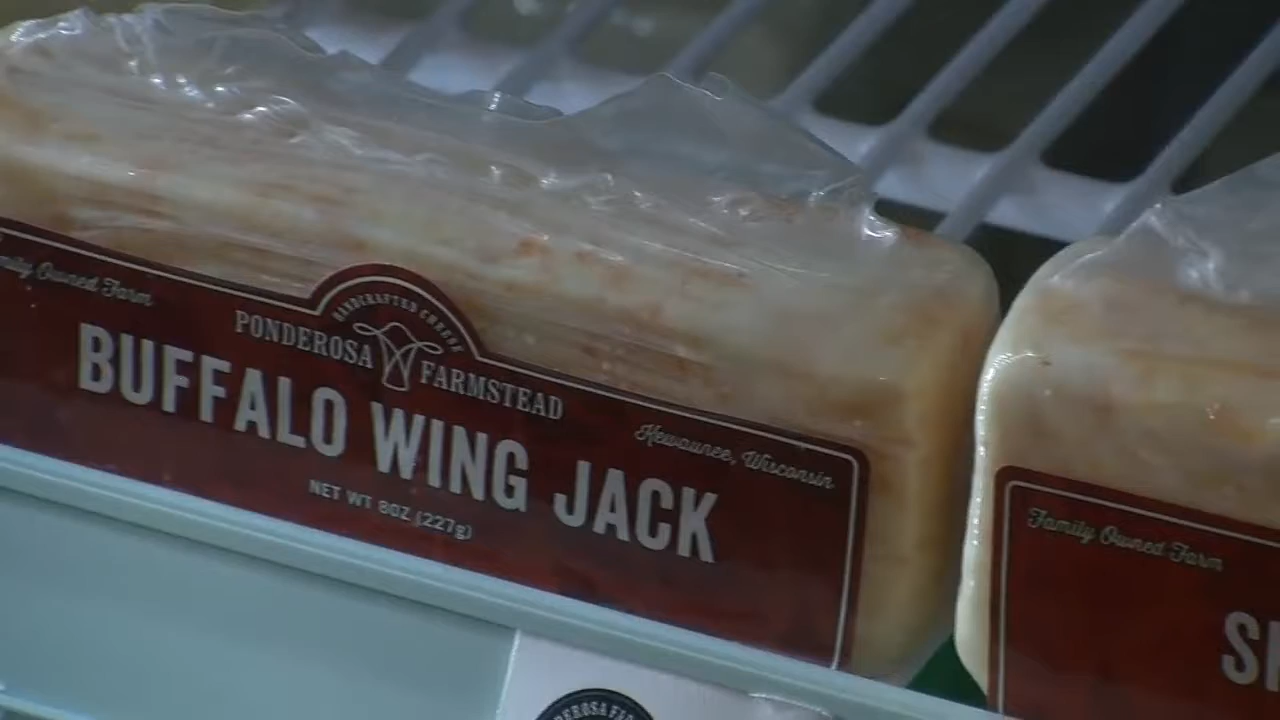 Family Owned Farm
HANDCRAFTED CHEESE
PONDEROSA FARMSTEAD
Kewaunee, Wisconsin
BUFFALO WING JACK
NET WT 8OZ (227g)
Family Owned Farm